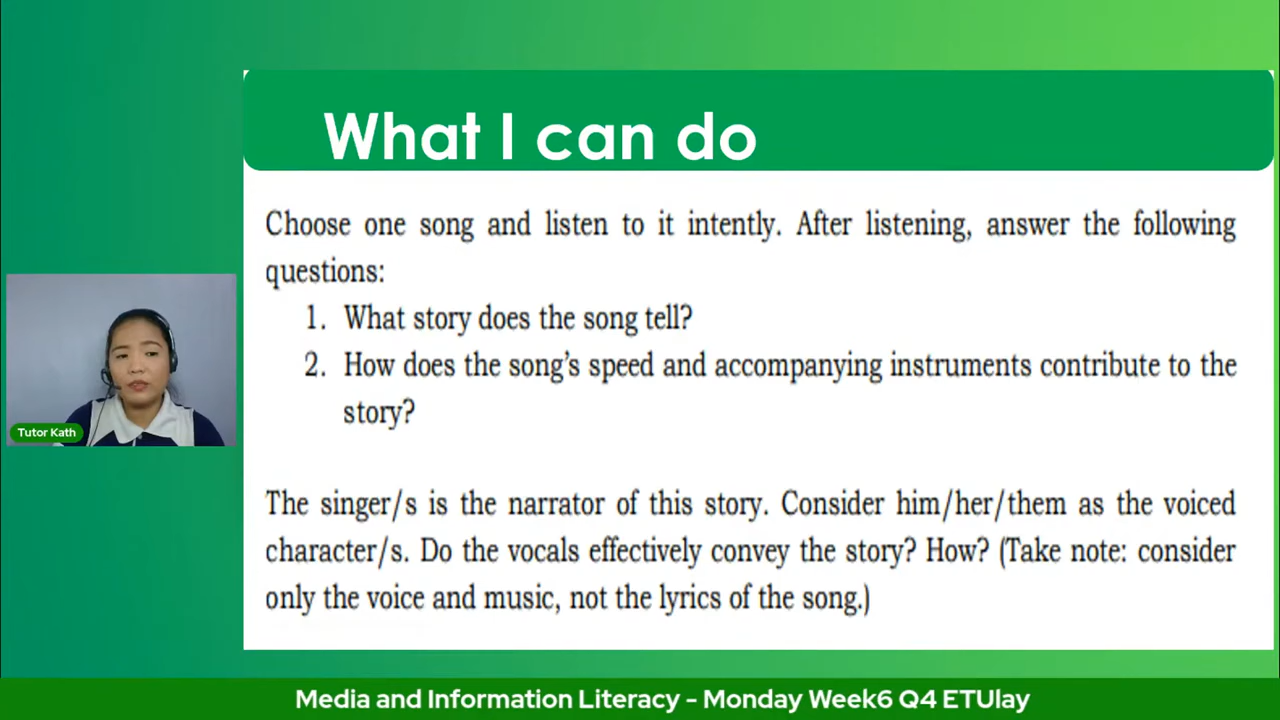 What I can do
Choose one song and listen to it intently. After listening, answer the following
questions:
1. What story does the song tell?
2. How does the song's speed and accompanying instruments contribute to the
story?
The singer/s is the narrator of this story. Consider him/her/them as the voiced
character/s. Do the vocals effectively convey the story? How? (Take note: consider
only the voice and music, not the lyrics of the song.)
Tutor Kath
Media and Information Literacy - Monday Week6 Q4 ETUlay